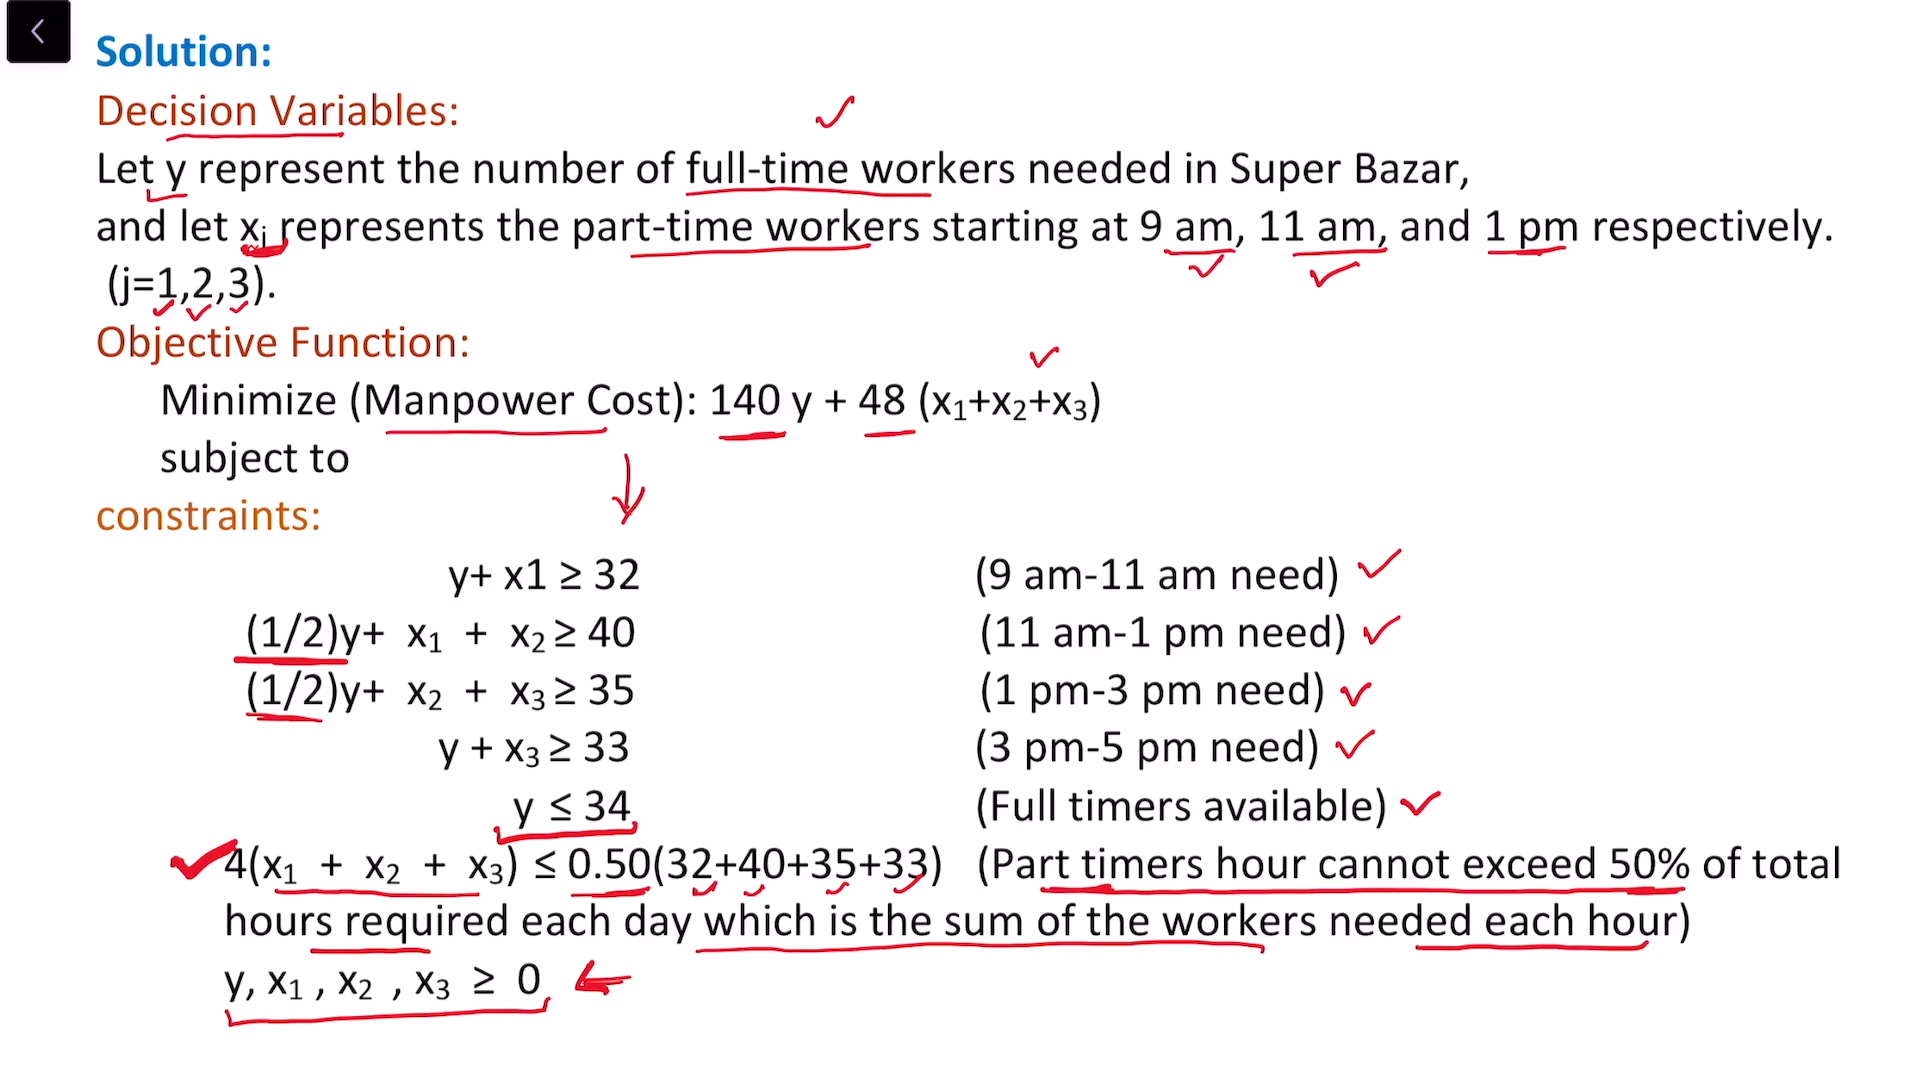 Solution:
Decision Variables:
Let y represent the number of full-time workers needed in Super Bazar,
and let xⱼ represents the part-time workers starting at 9 am, 11 am, and 1 pm respectively.
(j=1,2,3).
Objective Function:
Minimize (Manpower Cost): 140 y + 48 (x₁+x₂+x₃)
subject to
constraints:
y+ x1 ≥ 32 (9 am-11 am need)
(1/2)y+ x₁ + x₂ ≥ 40 (11 am-1 pm need)
(1/2)y+ x₂ + x₃ ≥ 35 (1 pm-3 pm need)
y + x₃ ≥ 33 (3 pm-5 pm need)
y ≤ 34 (Full timers available)
4(x₁ + x₂ + x₃) ≤ 0.50(32+40+35+33) (Part timers hour cannot exceed 50% of total
hours required each day which is the sum of the workers needed each hour)
y, x₁ , x₂ , x₃ ≥ 0